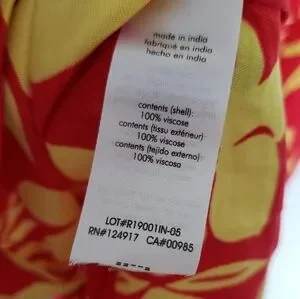 made in india
fabriqué en india
hecho en india
contents (shell):
100% viscose
contents (tissu extérieur):
100% viscose
contents (tejido externo):
100% viscosa
LOT#R19001IN-05
RN#124917 CA#00985